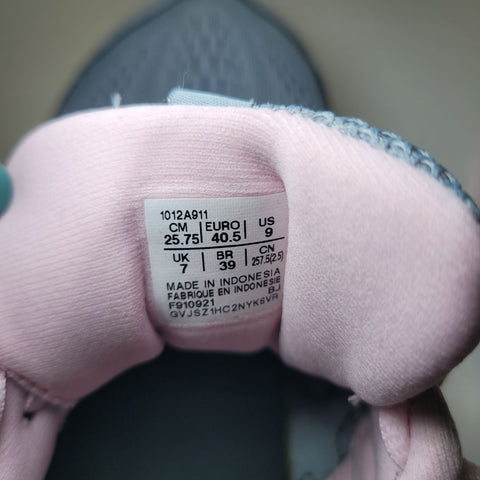 1012A911
CM EURO US
25.75 40.5 9
UK BR CN
7 39 257.5(2.5)
MADE IN INDONESIA
FABRIQUE EN INDONESIE
F910921 BJ
GVJSZ1HC2NYK6VR